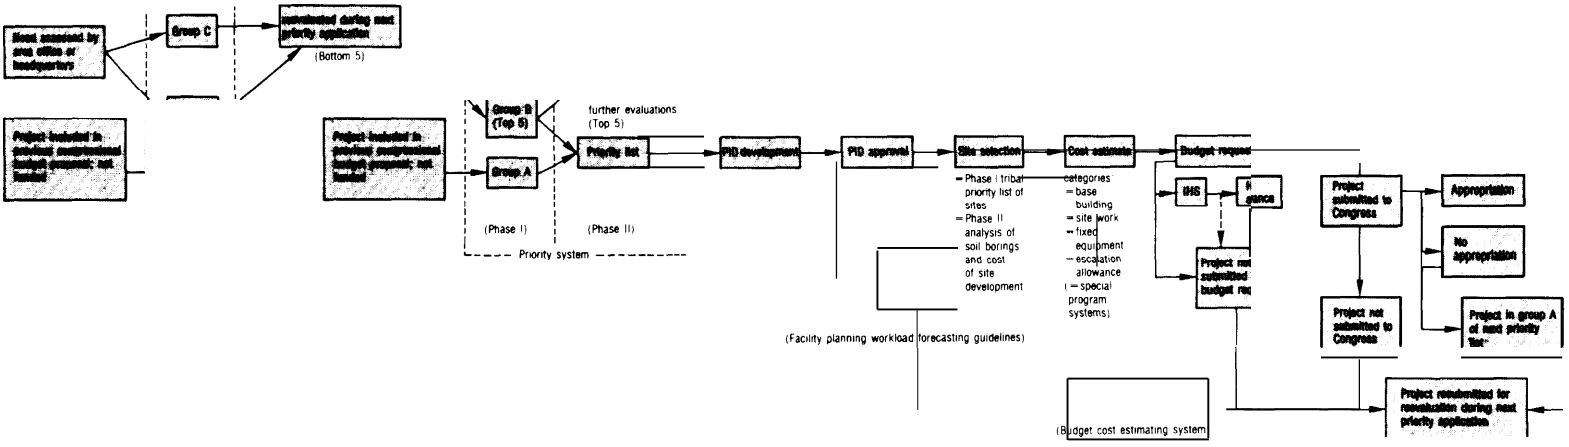 Need assessed by
area office or
headquarters
Group C
reevaluated during next
priority application
(Bottom 5)
Project included in
previous congressional
budget proposal; not
funded
Project included in
previous congressional
budget proposal; not
funded
Group B
(Top 5)
Group A
further evaluations
(Top 5)
Priority list
(Phase I)
(Phase II)
Priority system
PID development
PID approval
Site selection
— Phase I tribal
priority list of
sites
— Phase II
analysis of
soil borings
and cost
of site
development
Cost estimate
categories:
— base
building
— site work
— fixed
equipment
— escalation
allowance
(— special
program
systems)
(Facility planning workload forecasting guidelines)
(Budget cost estimating system
Budget request
IHS
Project not
submitted
budget
Project
submitted to
Congress
Project not
submitted to
Congress
Appropriation
No
appropriation
Project in group A
of next priority
list
Project resubmitted for
reevaluation during next
priority application